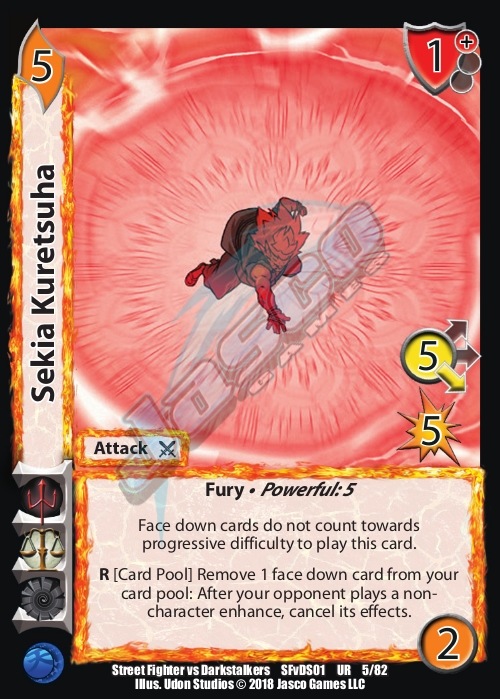 5
1
+
Sekia Kuretsuha
JASCO
GAMES
5
5
Attack
Fury • Powerful: 5
Face down cards do not count towards
progressive difficulty to play this card.
R [Card Pool] Remove 1 face down card from your
card pool: After your opponent plays a non-
character enhance, cancel its effects.
2
Street Fighter vs Darkstalkers SFvDS01 UR 5/82
Illus. Udon Studios © 2018 Jasco Games LLC